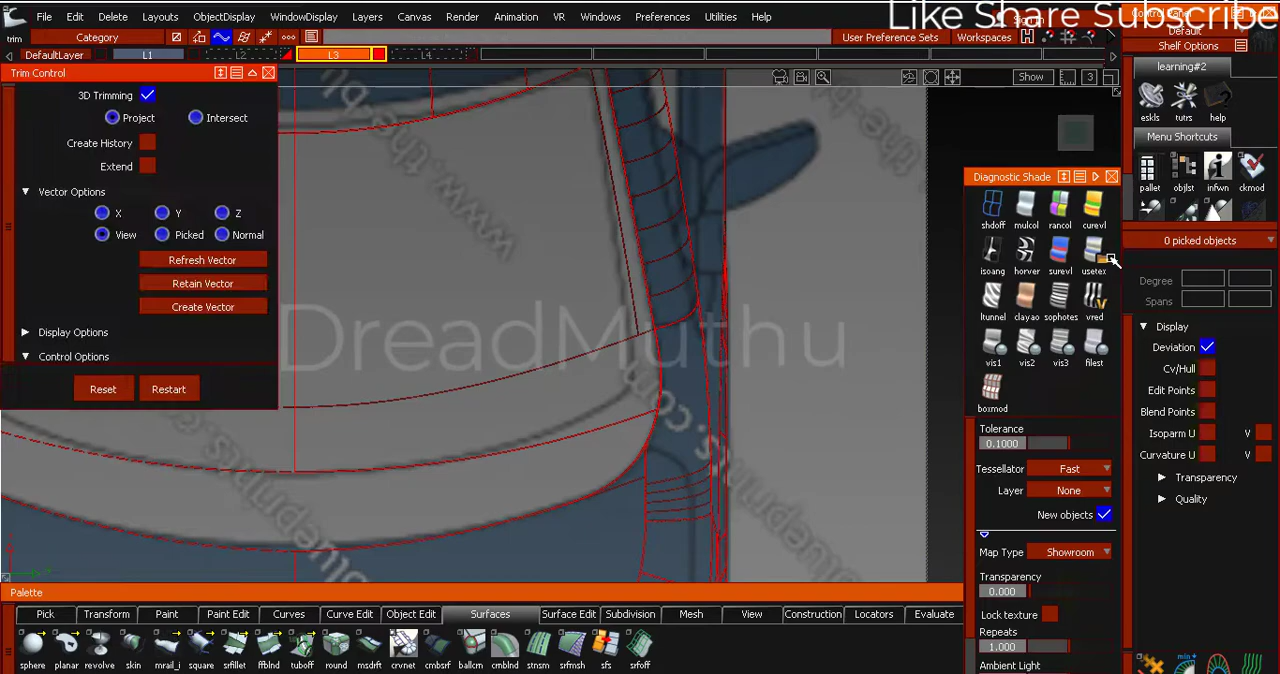 Like Share Subscribe
File Edit Delete Layouts ObjectDisplay WindowDisplay Layers Canvas Render Animation VR Windows Preferences Utilities Help
Default
Shelf Options
trim Category User Preference Sets Workspaces
DefaultLayer L1 L2 L3 L4
learning#2
Trim Control
Show 3
3D Trimming
Project Intersect
eskls tutrs help
Create History
Menu Shortcuts
Extend
Vector Options
Diagnostic Shade
pallet objlst infwn ckmod
X Y Z
View Picked Normal
shdoff mulcol rancol curevl
0 picked objects
Refresh Vector
isoang horver surevl usetex
Retain Vector
Degree
Create Vector
Spans
ltunnel clayao sophotes vred
Display Options
Display
Control Options
Deviation
vis1 vis2 vis3 filest
Cv/Hull
Reset Restart
Edit Points
boxmod
Blend Points
Tolerance
Isoparm U V
0.1000
Curvature U V
Tessellator Fast
Transparency
Layer None
Quality
New objects
Map Type Showroom
Transparency
0.000
Lock texture
Repeats
1.000
Ambient Light
DreadMuthu
Palette
Pick Transform Paint Paint Edit Curves Curve Edit Object Edit Surfaces Surface Edit Subdivision Mesh View Construction Locators Evaluate
sphere planar revolve skin mrail_i square srfillet ffblnd tuboff round msdrft crvnet cmbsrf ballcrn cmblnd stnsm srfmsh sfs srfoff